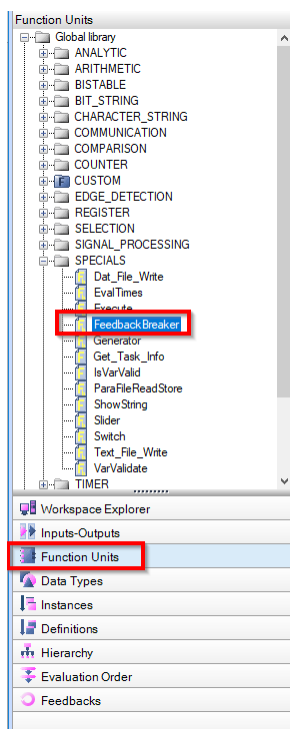 Function Units
Global library
ANALYTIC
ARITHMETIC
BISTABLE
BIT_STRING
CHARACTER_STRING
COMMUNICATION
COMPARISON
COUNTER
CUSTOM
EDGE_DETECTION
REGISTER
SELECTION
SIGNAL_PROCESSING
SPECIALS
Dat_File_Write
EvalTimes
Execute
FeedbackBreaker
Generator
Get_Task_Info
IsVarValid
ParaFileReadStore
ShowString
Slider
Switch
Text_File_Write
VarValidate
TIMER
Workspace Explorer
Inputs-Outputs
Function Units
Data Types
Instances
Definitions
Hierarchy
Evaluation Order
Feedbacks